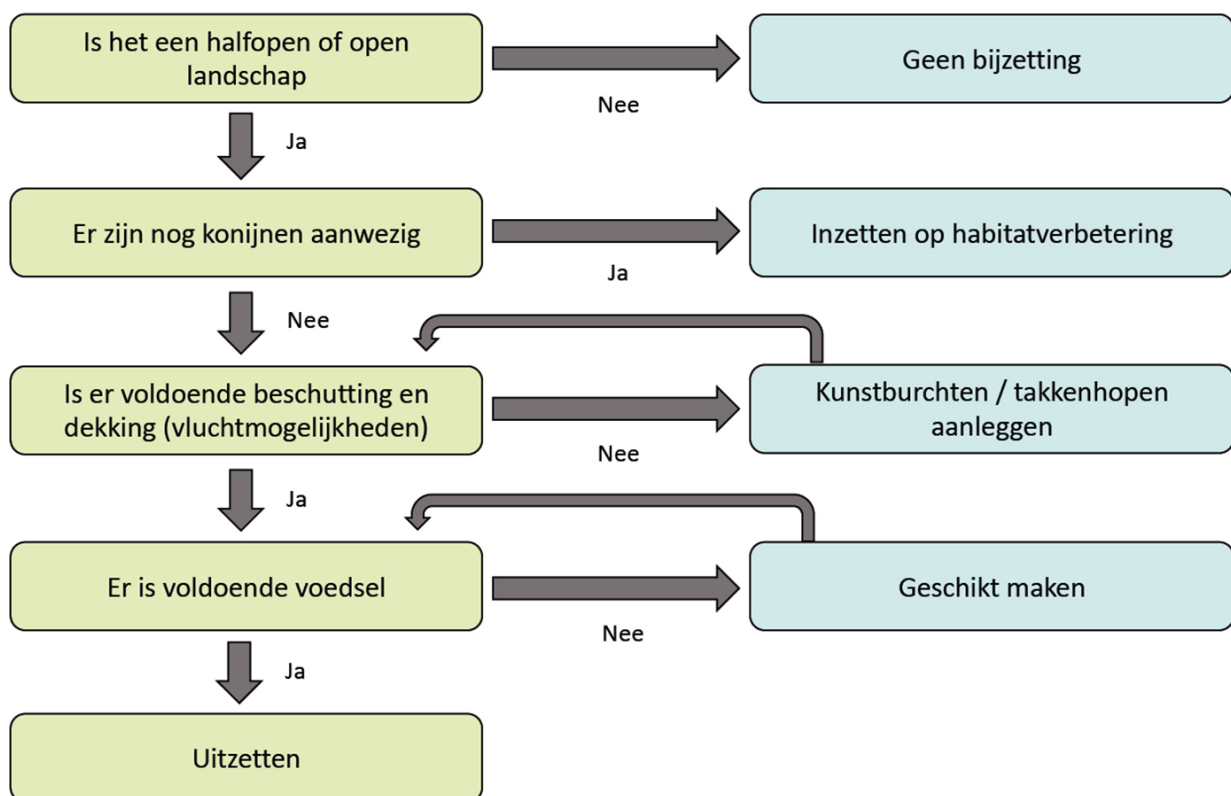 Is het een halfopen of open
landschap
Nee
Geen bijzetting
Ja
Er zijn nog konijnen aanwezig
Ja
Inzetten op habitatverbetering
Nee
Is er voldoende beschutting en
dekking (vluchtmogelijkheden)
Nee
Kunstburchten / takkenhopen
aanleggen
Ja
Er is voldoende voedsel
Nee
Geschikt maken
Ja
Uitzetten